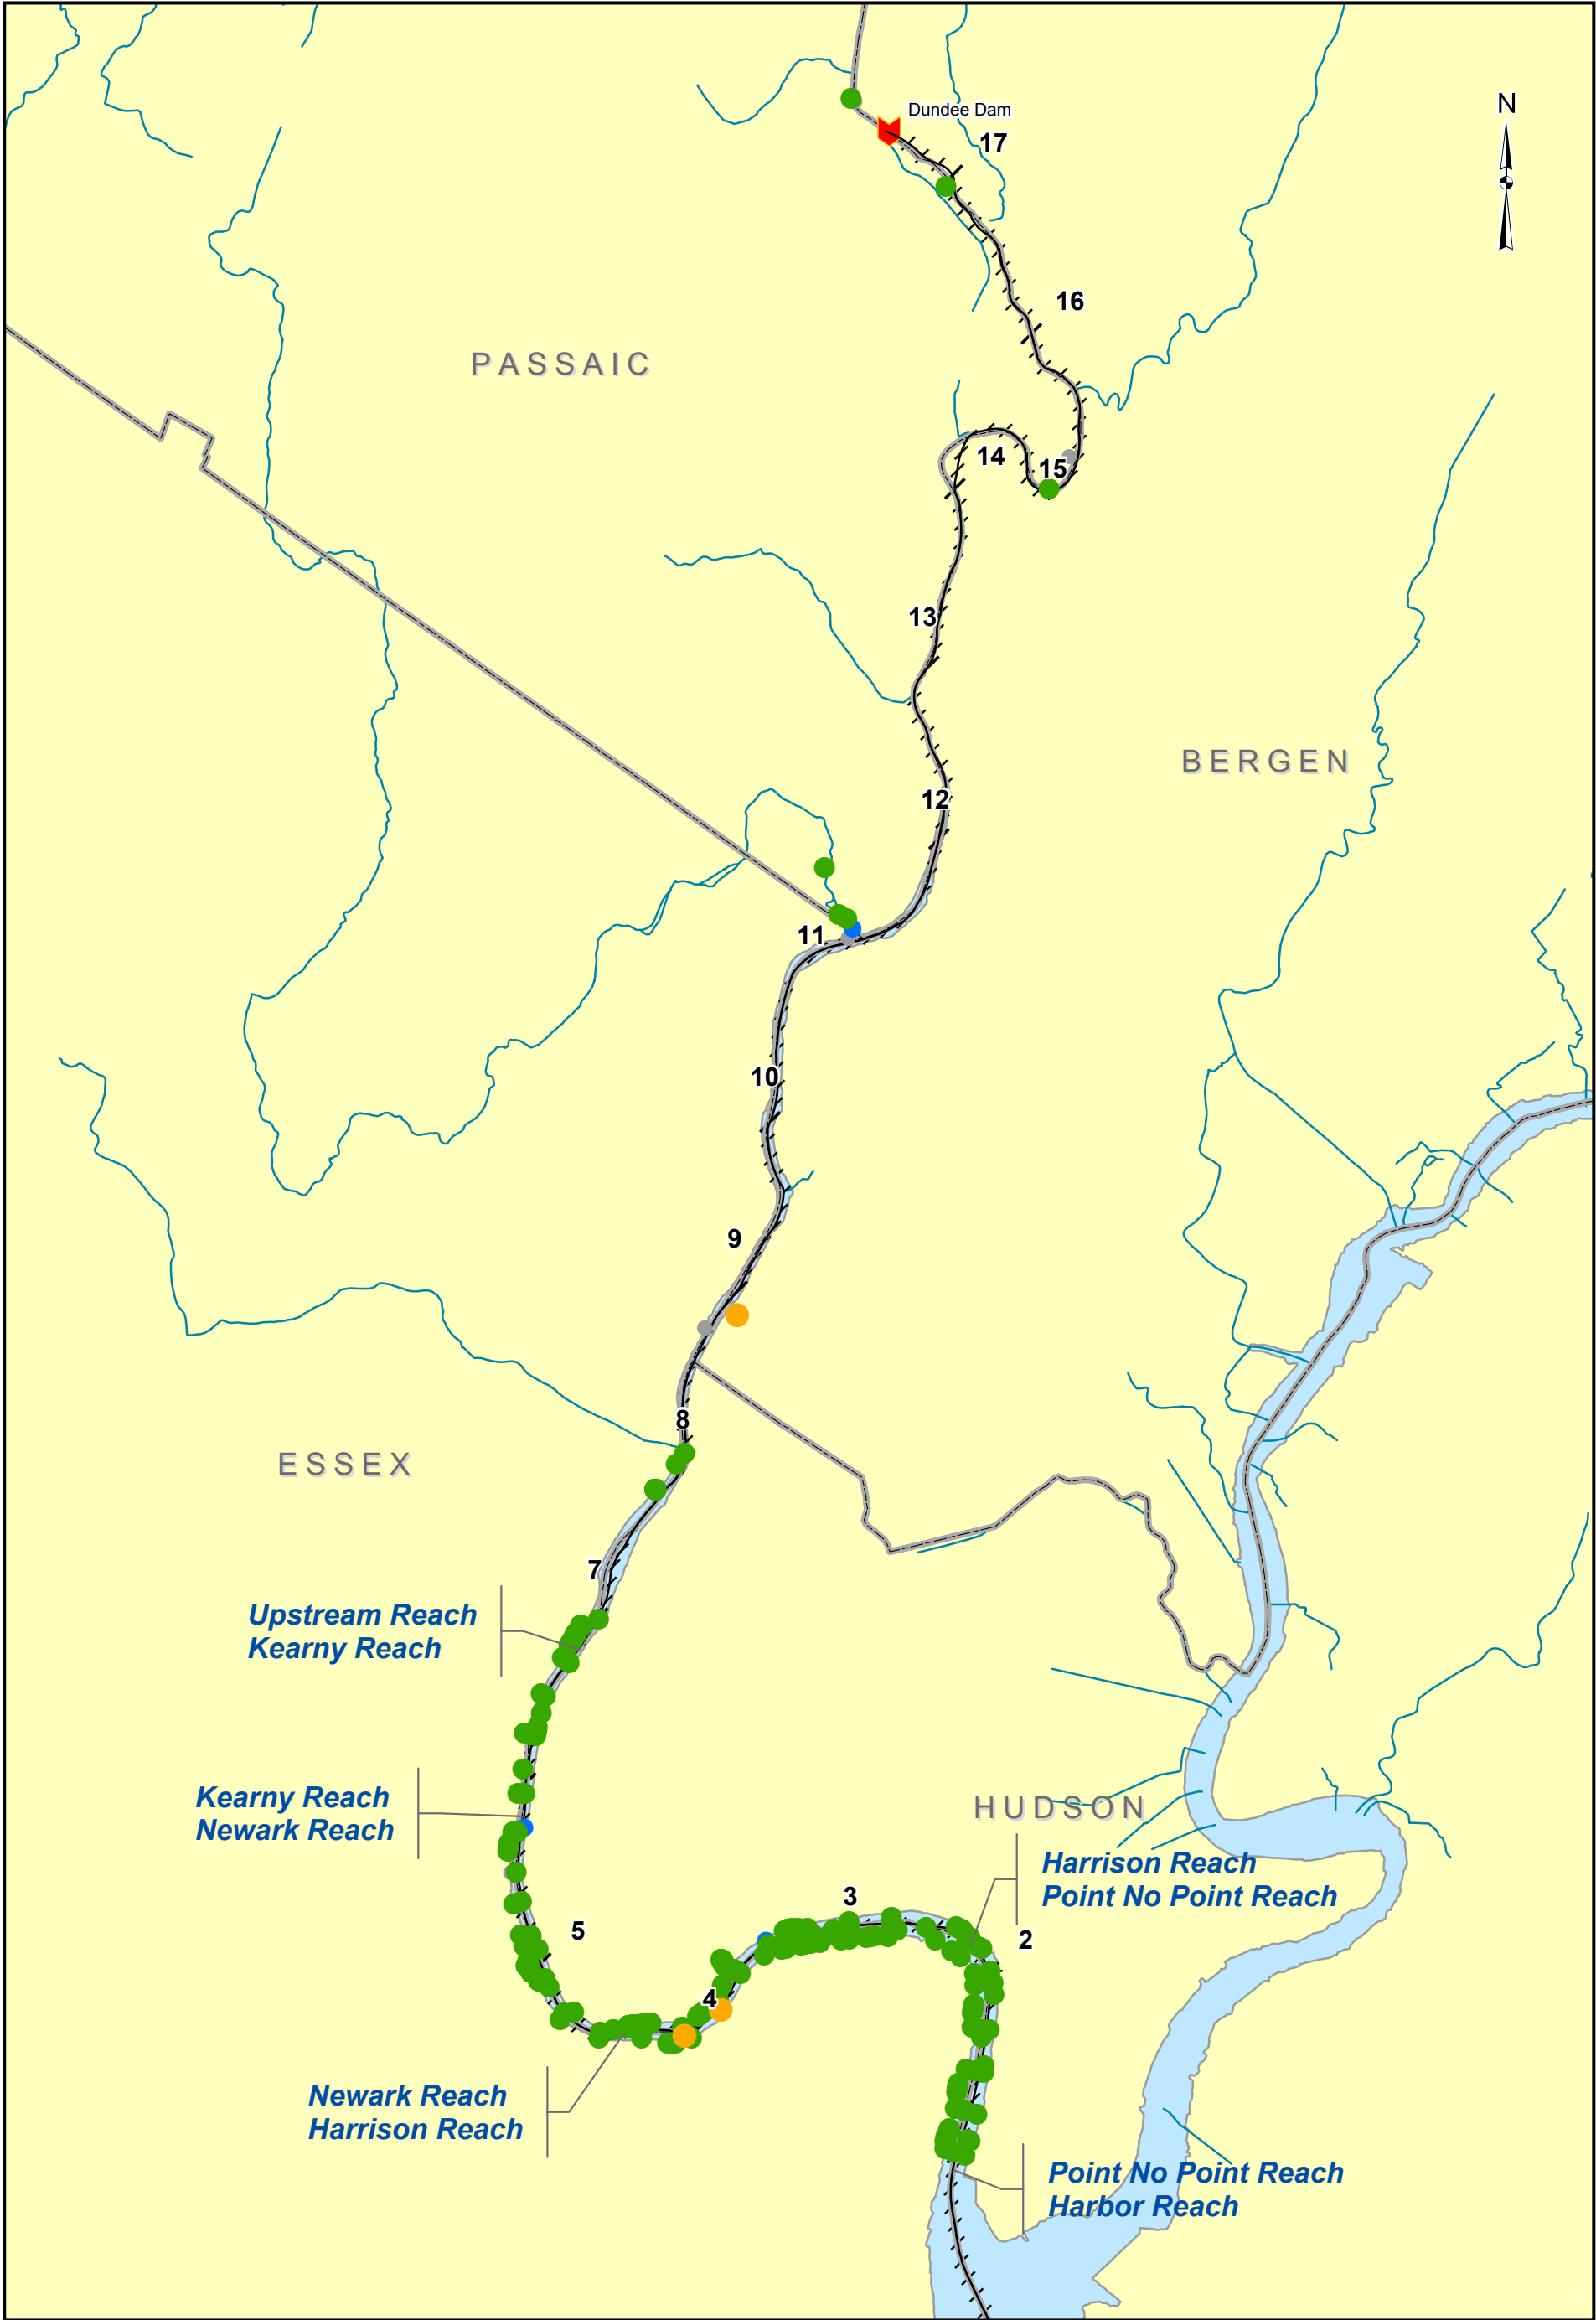 N
Dundee Dam
17
16
PASSAIC
14
15
13
BERGEN
12
11
10
9
8
ESSEX
7
Upstream Reach
Kearny Reach
Kearny Reach
Newark Reach
HUDSON
Harrison Reach
Point No Point Reach
3
5
2
4
Newark Reach
Harrison Reach
Point No Point Reach
Harbor Reach